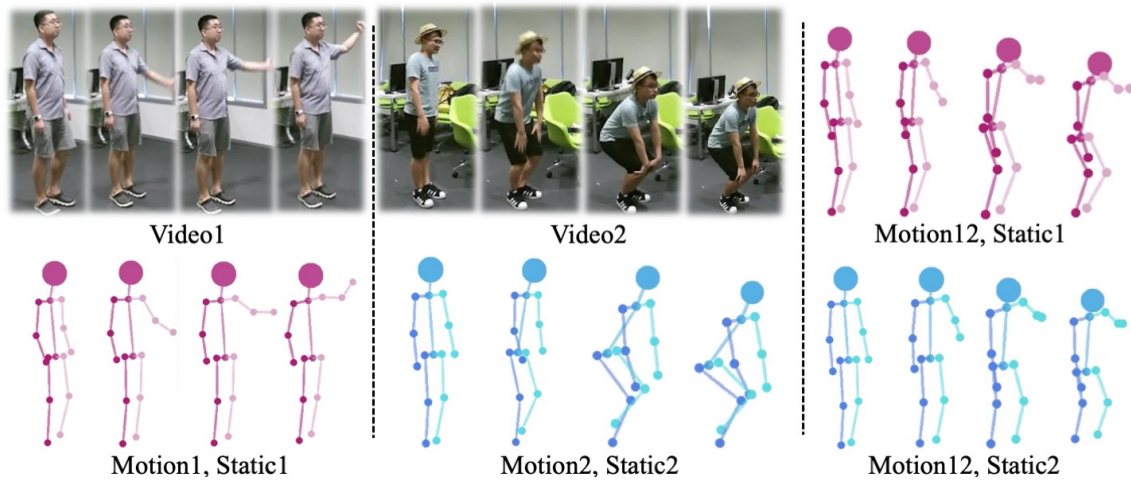 Video1
Video2
Motion12, Static1
Motion1, Static1
Motion2, Static2
Motion12, Static2